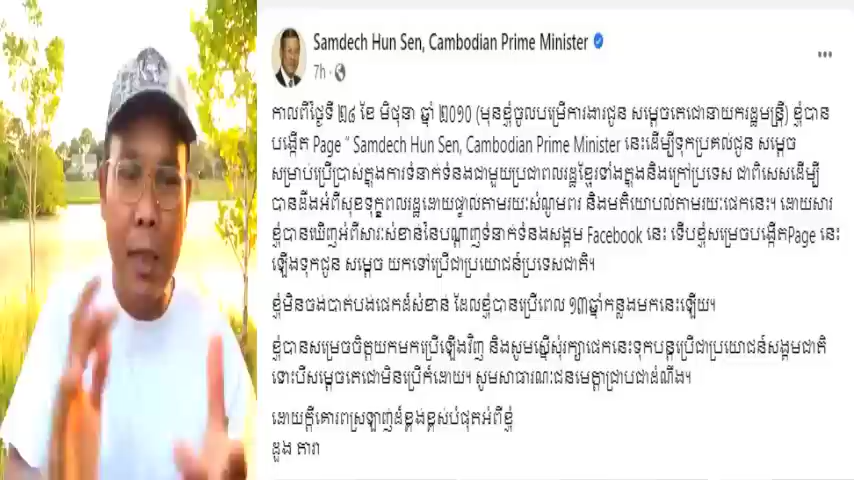 Samdech Hun Sen, Cambodian Prime Minister
7h
កាលពីថ្ងៃទី ២៤ ខែ មិថុនា ឆ្នាំ ២០១០ (មុនខ្ញុំចូលបម្រើការងារជូន សម្តេចតេជោនាយករដ្ឋមន្ត្រី) ខ្ញុំបាន
បង្កើត Page “ Samdech Hun Sen, Cambodian Prime Minister នេះដើម្បីទុកប្រគល់ជូន សម្តេច
សម្រាប់ប្រើប្រាស់ក្នុងការទំនាក់ទំនងជាមួយប្រជាពលរដ្ឋខ្មែរទាំងក្នុងនិងក្រៅប្រទេស ជាពិសេសដើម្បី
បានដឹងអំពីសុខទុក្ខពលរដ្ឋដោយផ្ទាល់តាមរយៈសំណូមពរ និងមតិយោបល់តាមរយៈផេកនេះ។ ដោយសារ
ខ្ញុំបានឃើញអំពីសារៈសំខាន់នៃបណ្តាញទំនាក់ទំនងសង្គម Facebook នេះ ទើបខ្ញុំសម្រេចបង្កើតPage នេះ
ឡើងទុកជូន សម្តេច យកទៅប្រើជាប្រយោជន៍ប្រទេសជាតិ។
ខ្ញុំមិនចង់បាត់បង់ផេកដ៏សំខាន់ ដែលខ្ញុំបានប្រើពេល ១៣ឆ្នាំកន្លងមកនេះឡើយ។
ខ្ញុំបានសម្រេចចិត្តយកមកប្រើឡើងវិញ និងសូមស្នើសុំរក្សាផេកនេះទុកបន្តប្រើជាប្រយោជន៍សង្គមជាតិ
ទោះបីសម្តេចតេជោមិនប្រើក៏ដោយ។ សូមសាធារណៈជនមេត្តាជ្រាបជាដំណឹង។
ដោយក្តីគោរពស្រឡាញ់ដ៏ខ្ពង់ខ្ពស់បំផុតអំពីខ្ញុំ
ដួង តារា